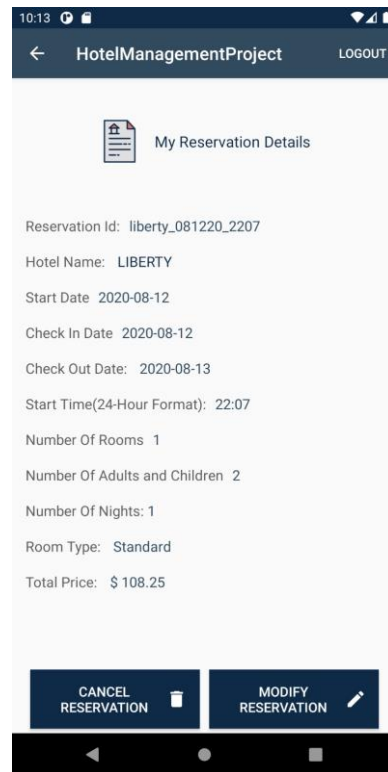 10:13
HotelManagementProject LOGOUT
My Reservation Details
Reservation Id: liberty_081220_2207
Hotel Name: LIBERTY
Start Date 2020-08-12
Check In Date 2020-08-12
Check Out Date: 2020-08-13
Start Time(24-Hour Format): 22:07
Number Of Rooms 1
Number Of Adults and Children 2
Number Of Nights: 1
Room Type: Standard
Total Price: $ 108.25
CANCEL
RESERVATION
MODIFY
RESERVATION